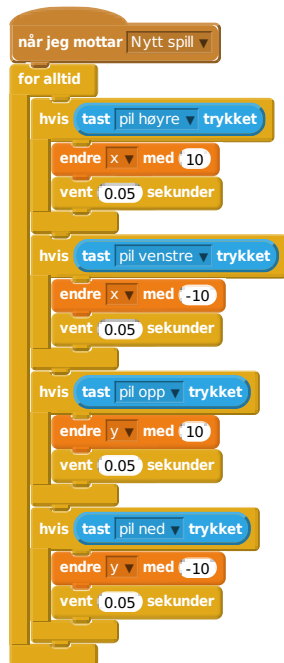 når jeg mottar Nytt spill
for alltid
hvis tast pil høyre trykket
endre x med 10
vent 0.05 sekunder
hvis tast pil venstre trykket
endre x med -10
vent 0.05 sekunder
hvis tast pil opp trykket
endre y med 10
vent 0.05 sekunder
hvis tast pil ned trykket
endre y med -10
vent 0.05 sekunder